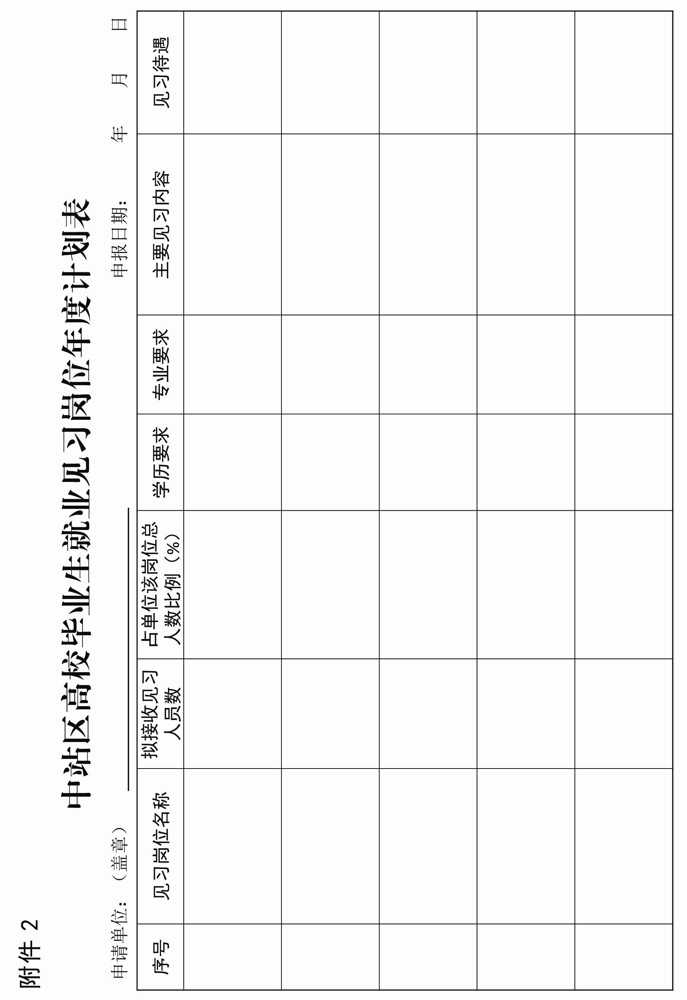 附件 2
中站区高校毕业生就业见习岗位年度计划表
申请单位：（盖章） 申报日期： 年 月 日
序号 见习岗位名称 拟接收见习人员数 占单位该岗位总人数比例（%） 学历要求 专业要求 主要见习内容 见习待遇